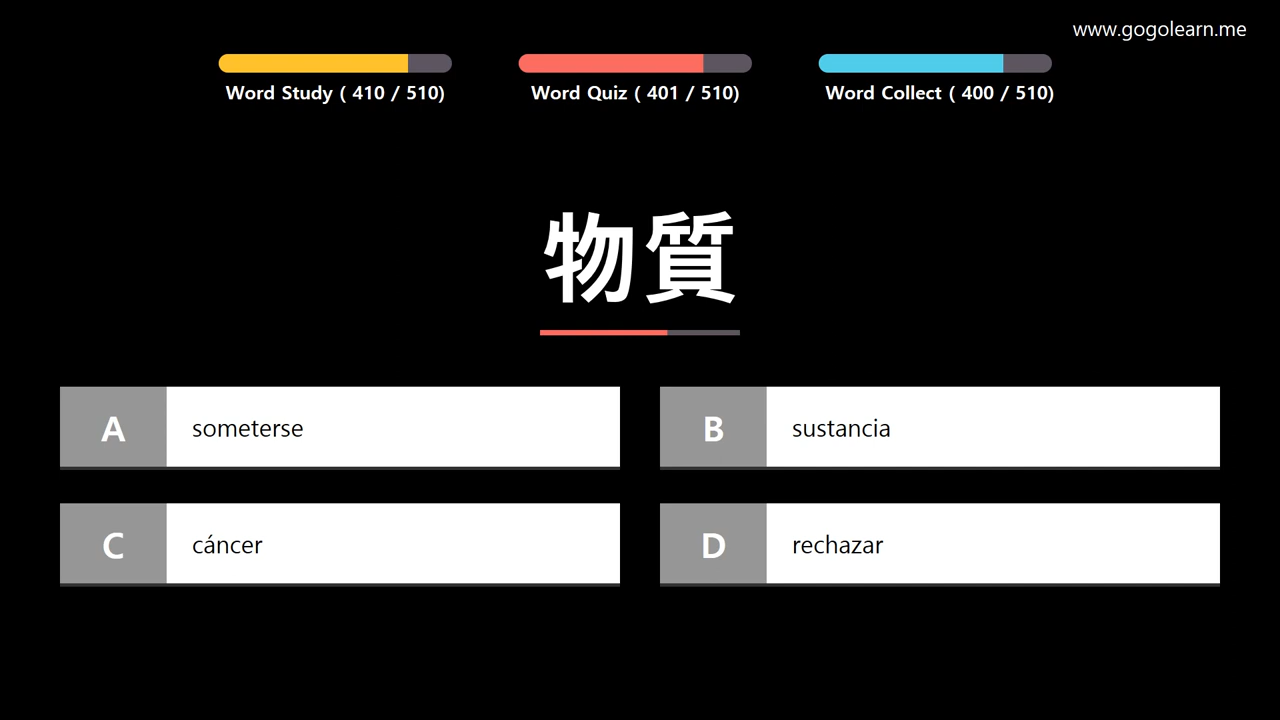 www.gogolearn.me
Word Study ( 410 / 510)
Word Quiz ( 401 / 510)
Word Collect ( 400 / 510)
物質
A someterse
B sustancia
C cáncer
D rechazar